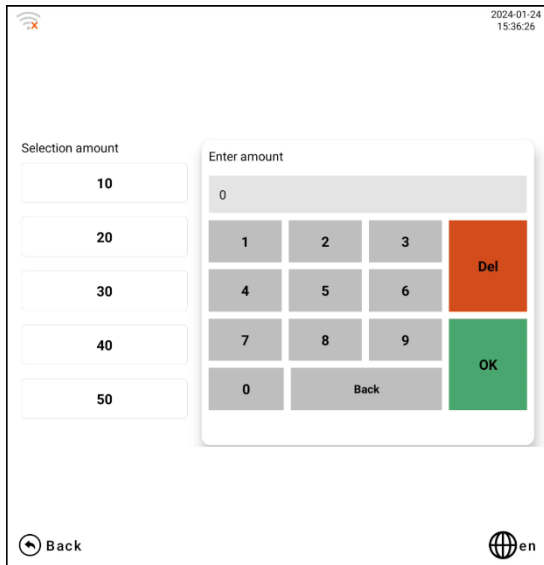 2024-01-24
15:36:26
Selection amount
10
20
30
40
50
Enter amount
0
1 2 3 Del
4 5 6
7 8 9 OK
0 Back
Back
en